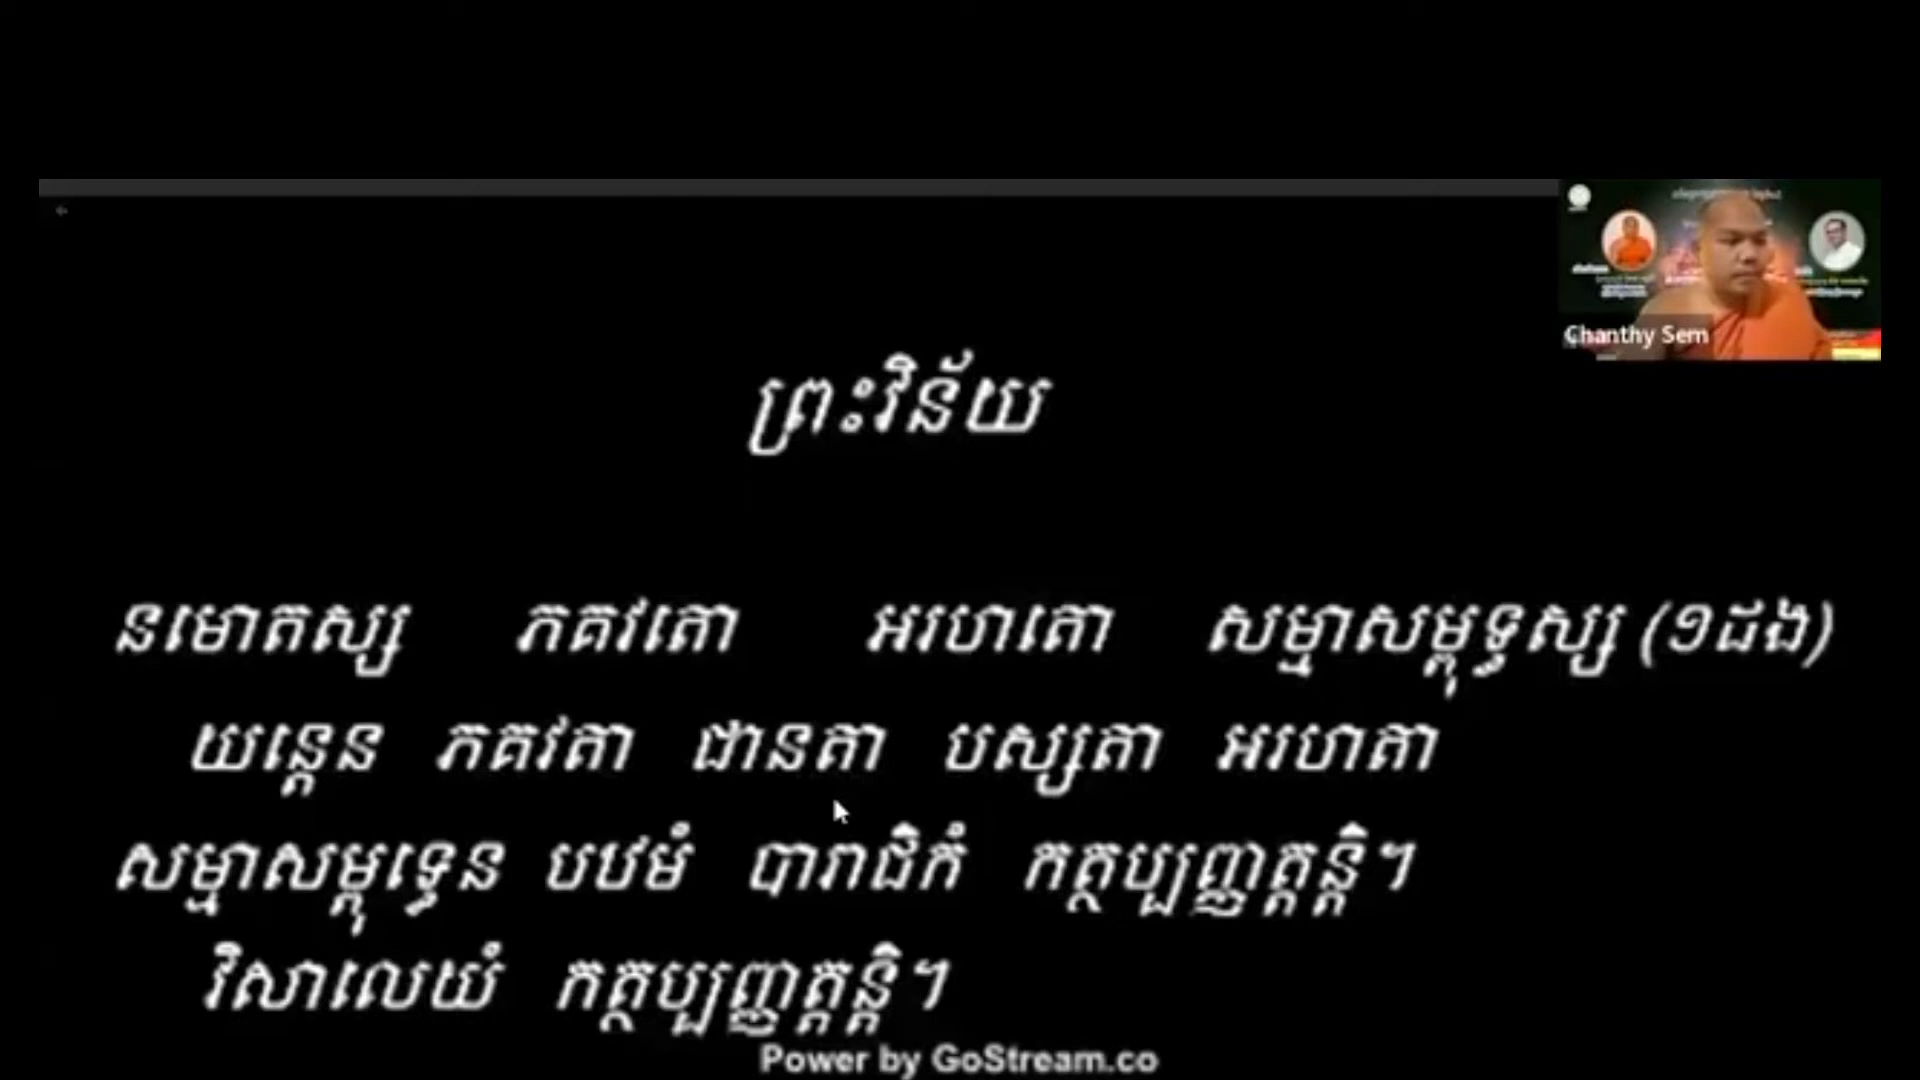 Chanthy Sem
ព្រះវិន័យ
នមោតស្ស ភគវតោ អរហតោ សម្មាសម្ពុទ្ធស្ស (១ដង)
យន្តេន ភគវតា ជានតា បស្សតា អរហតា
សម្មាសម្ពុទ្ធេន បឋមំ បារាជិកំ កត្ថប្បញ្ញត្តន្តិ។
វិសាលេយំ កត្ថប្បញ្ញត្តន្តិ។
Power by GoStream.co